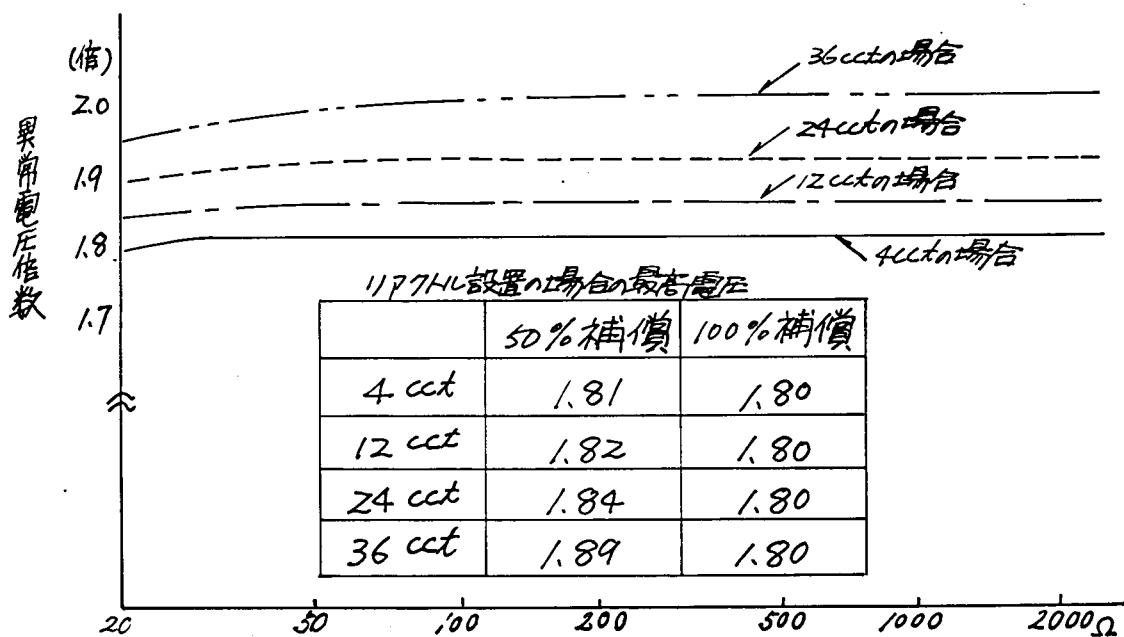 (倍)
2.0
1.9
1.8
1.7
異常電圧倍数
36cctの場合
24cctの場合
12cctの場合
4cctの場合
リアクトル設置の場合の最高電圧
50%補償 100%補償
4 cct 1.81 1.80
12 cct 1.82 1.80
24 cct 1.84 1.80
36 cct 1.89 1.80
20 50 100 200 500 1000 2000Ω